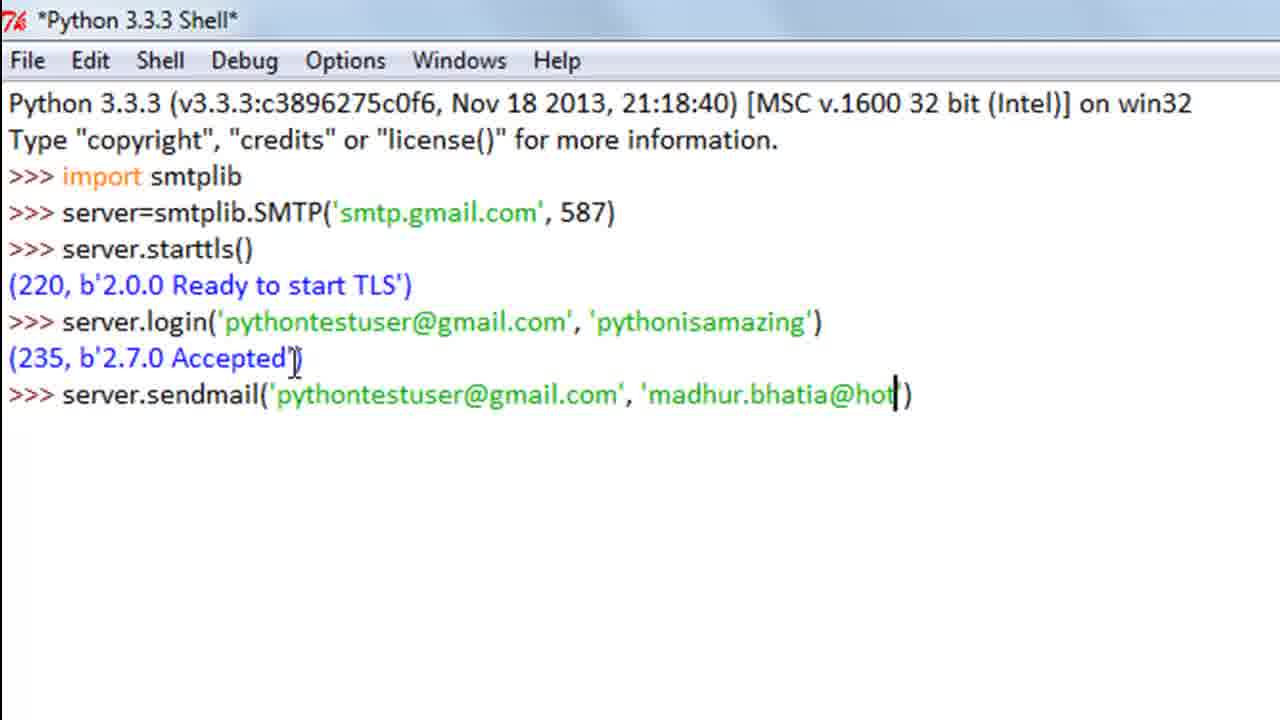 *Python 3.3.3 Shell*
File Edit Shell Debug Options Windows Help
Python 3.3.3 (v3.3.3:c3896275c0f6, Nov 18 2013, 21:18:40) [MSC v.1600 32 bit (Intel)] on win32
Type "copyright", "credits" or "license()" for more information.
>>> import smtplib
>>> server=smtplib.SMTP('smtp.gmail.com', 587)
>>> server.starttls()
(220, b'2.0.0 Ready to start TLS')
>>> server.login('pythontestuser@gmail.com', 'pythonisamazing')
(235, b'2.7.0 Accepted')
>>> server.sendmail('pythontestuser@gmail.com', 'madhur.bhatia@hot')